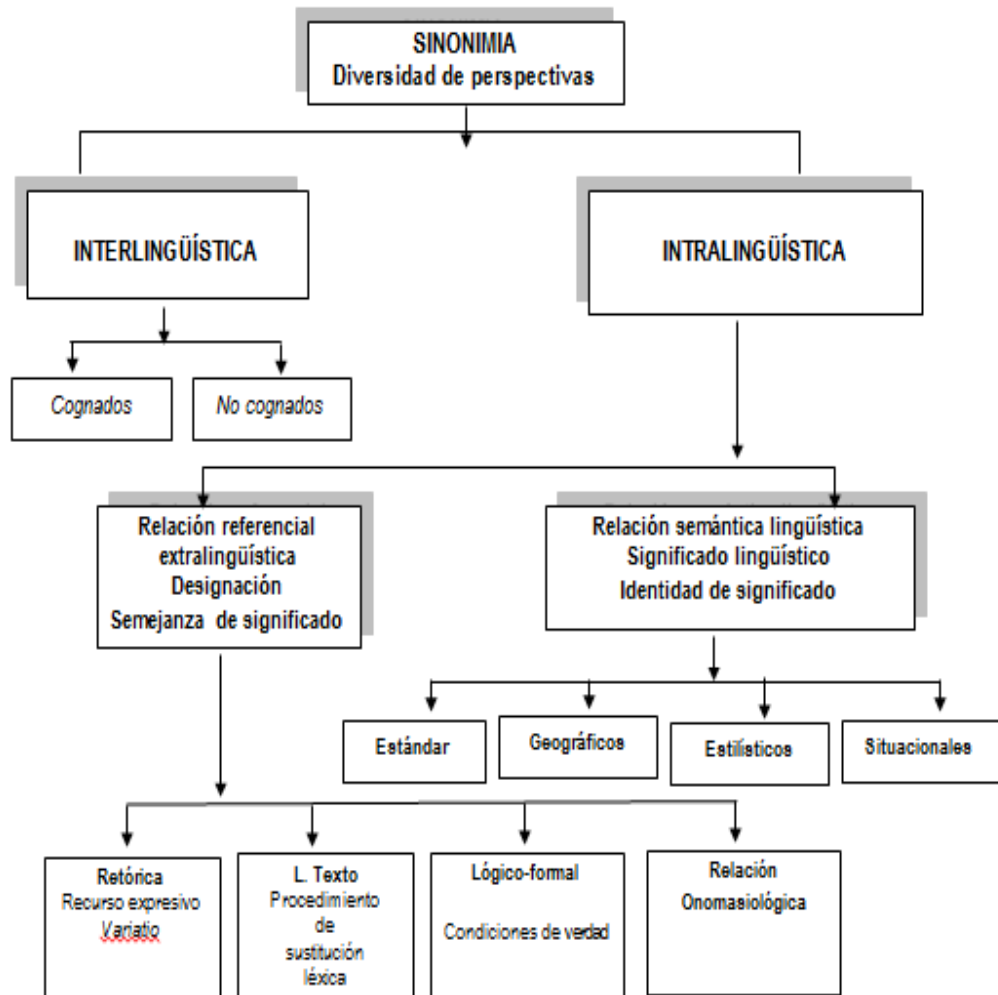 SINONIMIA
Diversidad de perspectivas
INTERLINGÜÍSTICA
INTRALINGÜÍSTICA
Cognados
No cognados
Relación referencial
extralingüística
Designación
Semejanza de significado
Relación semántica lingüística
Significado lingüístico
Identidad de significado
Estándar
Geográficos
Estilísticos
Situacionales
Retórica
Recurso expresivo
Variatio
L. Texto
Procedimiento
de
sustitución
léxica
Lógico-formal
Condiciones de verdad
Relación
Onomasiológica